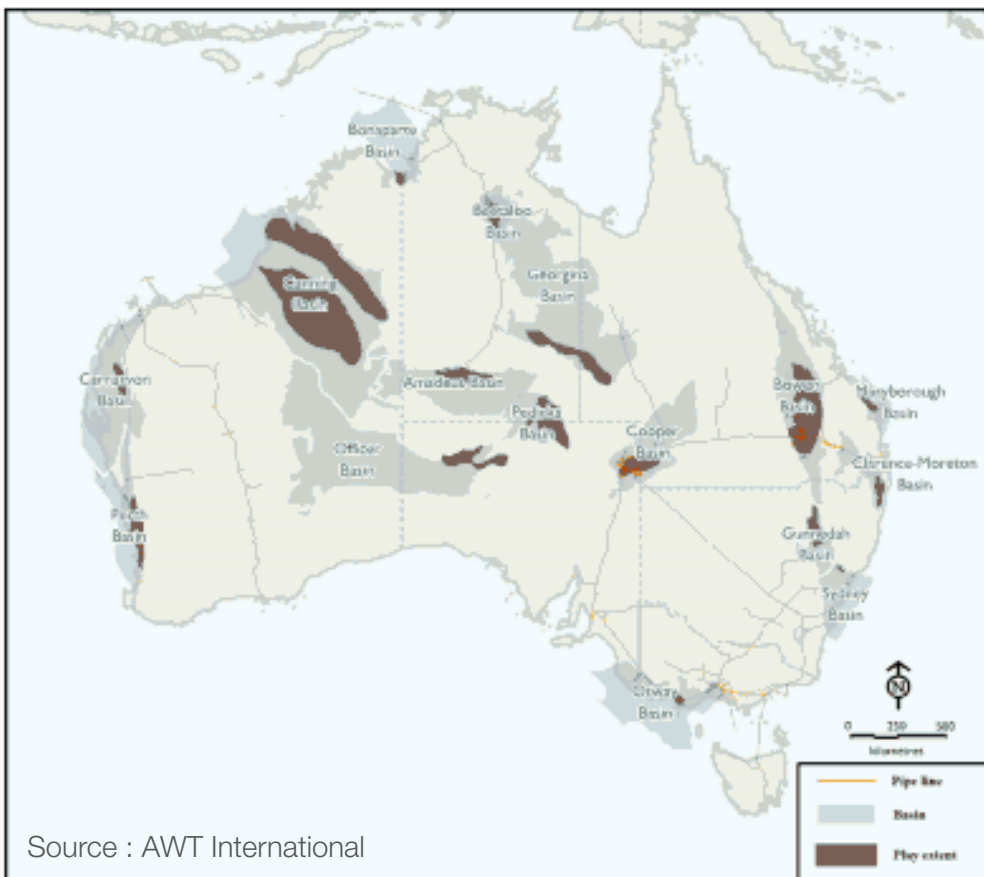 Bonaparte
Basin
Beetaloo
Basin
Georgina
Basin
Canning
Basin
Carnarvon
Basin
Amadeus Basin
Pedirka
Basin
Bowen
Basin
Maryborough
Basin
Cooper
Basin
Officer
Basin
Clarence-Moreton
Basin
Perth
Basin
Gunnedah
Basin
Sydney
Basin
Otway
Basin
N
0 250 500
kilometres
Pipe line
Basin
Play extent
Source : AWT International